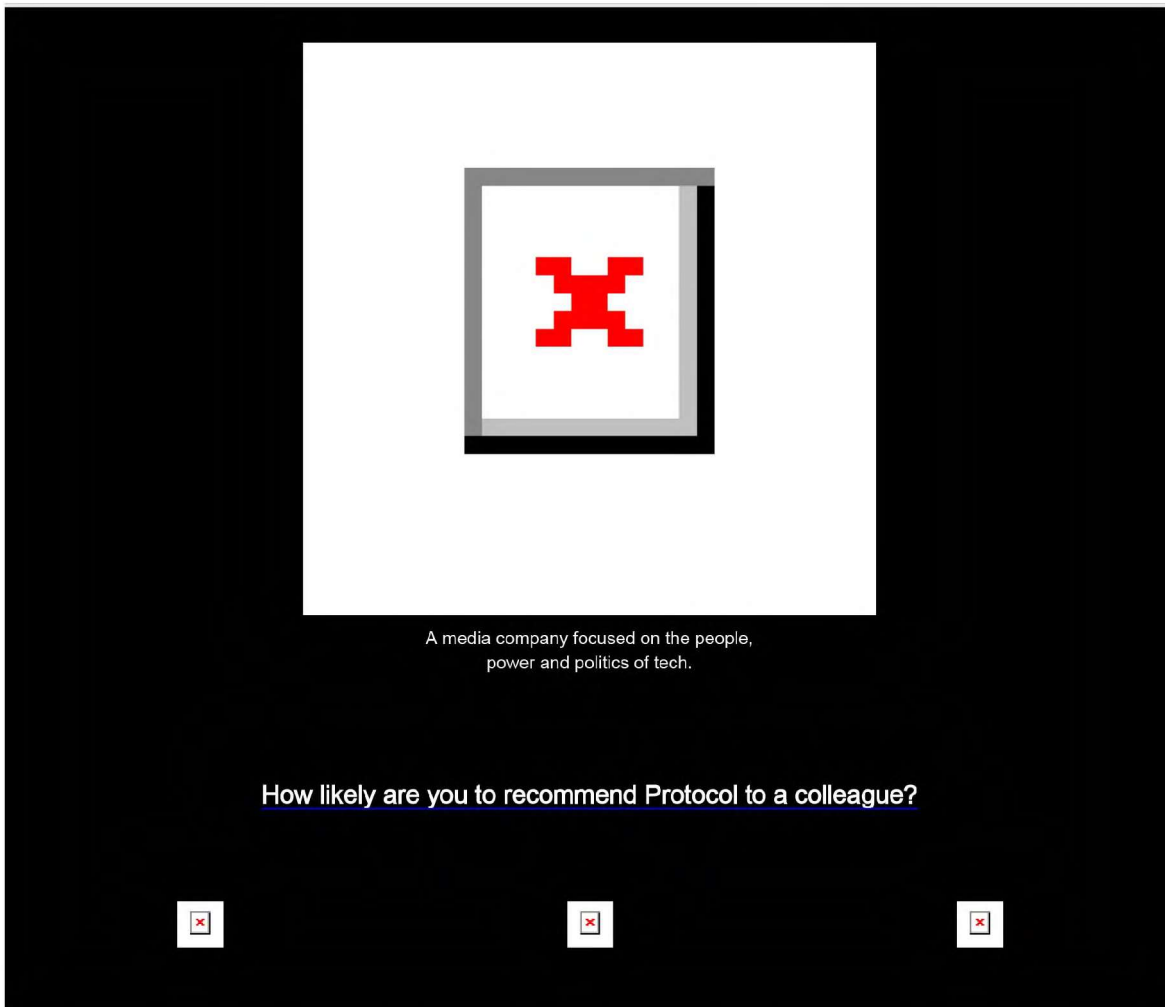 A media company focused on the people,
power and politics of tech.
How likely are you to recommend Protocol to a colleague?